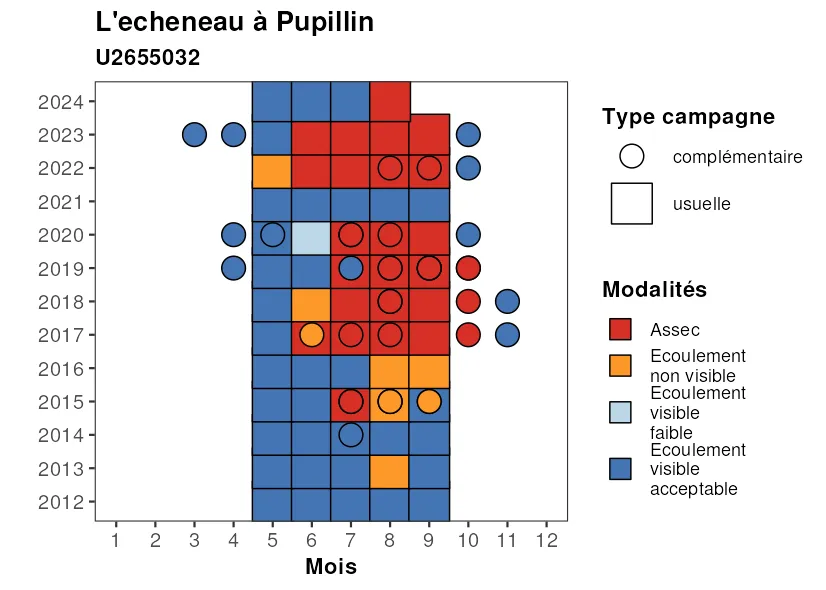 L'echeneau à Pupillin
U2655032
2024
2023
2022
2021
2020
2019
2018
2017
2016
2015
2014
2013
2012
1 2 3 4 5 6 7 8 9 10 11 12
Mois
Type campagne
complémentaire
usuelle
Modalités
Assec
Ecoulement
non visible
Ecoulement
visible
faible
Ecoulement
visible
acceptable